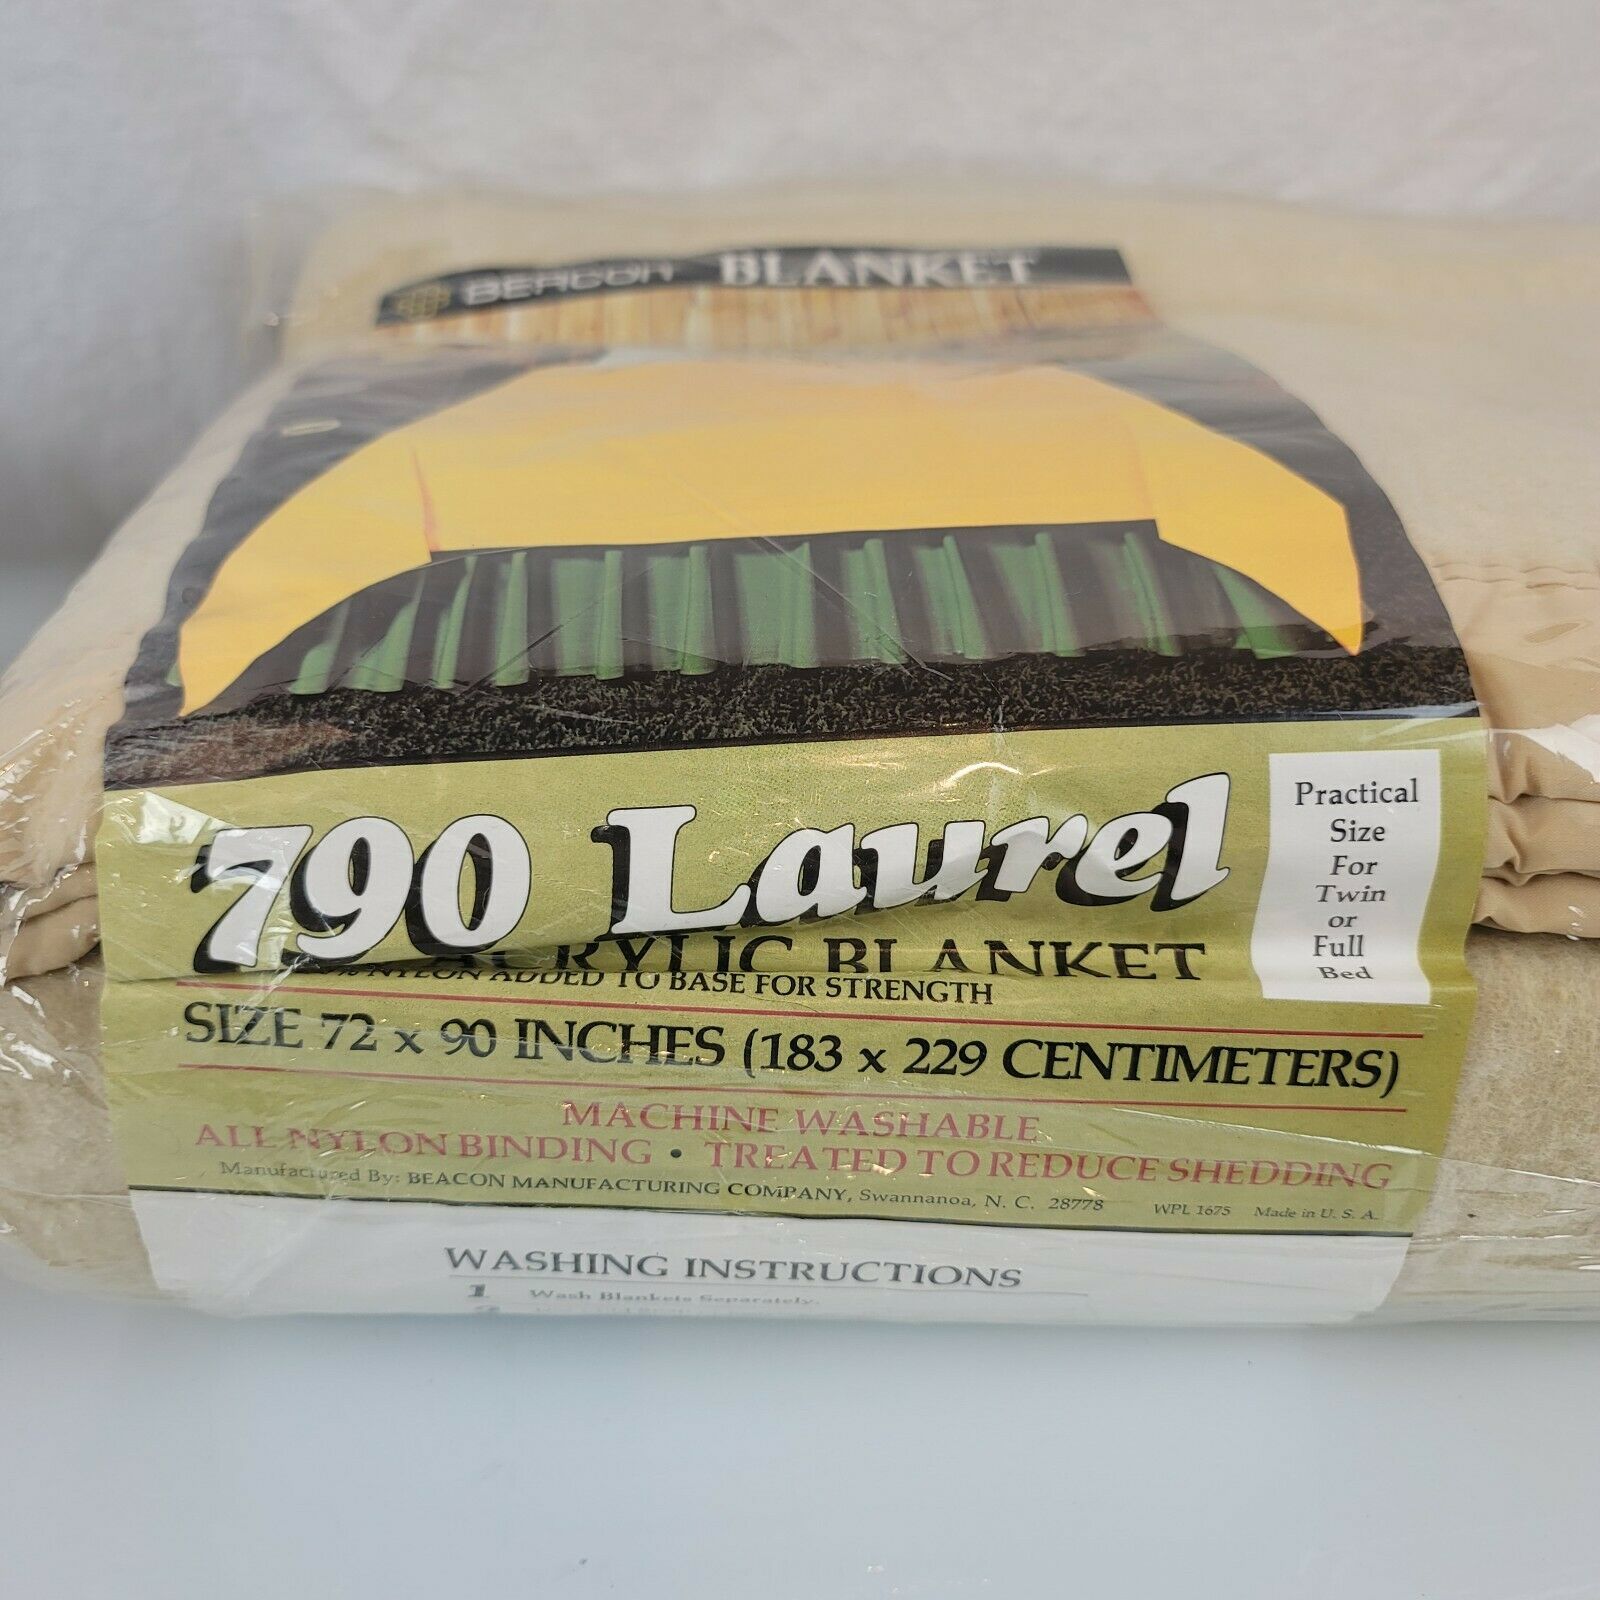 BEACON BLANKET
790 Laurel
ACRYLIC BLANKET
NYLON ADDED TO BASE FOR STRENGTH
SIZE 72 x 90 INCHES (183 x 229 CENTIMETERS)
MACHINE WASHABLE
ALL NYLON BINDING • TREATED TO REDUCE SHEDDING
Manufactured By: BEACON MANUFACTURING COMPANY, Swannanoa, N. C. 28778 WPL 1675 Made in U. S. A.
Practical
Size
For
Twin
or
Full
Bed
WASHING INSTRUCTIONS
1 Wash Blankets Separately.
2